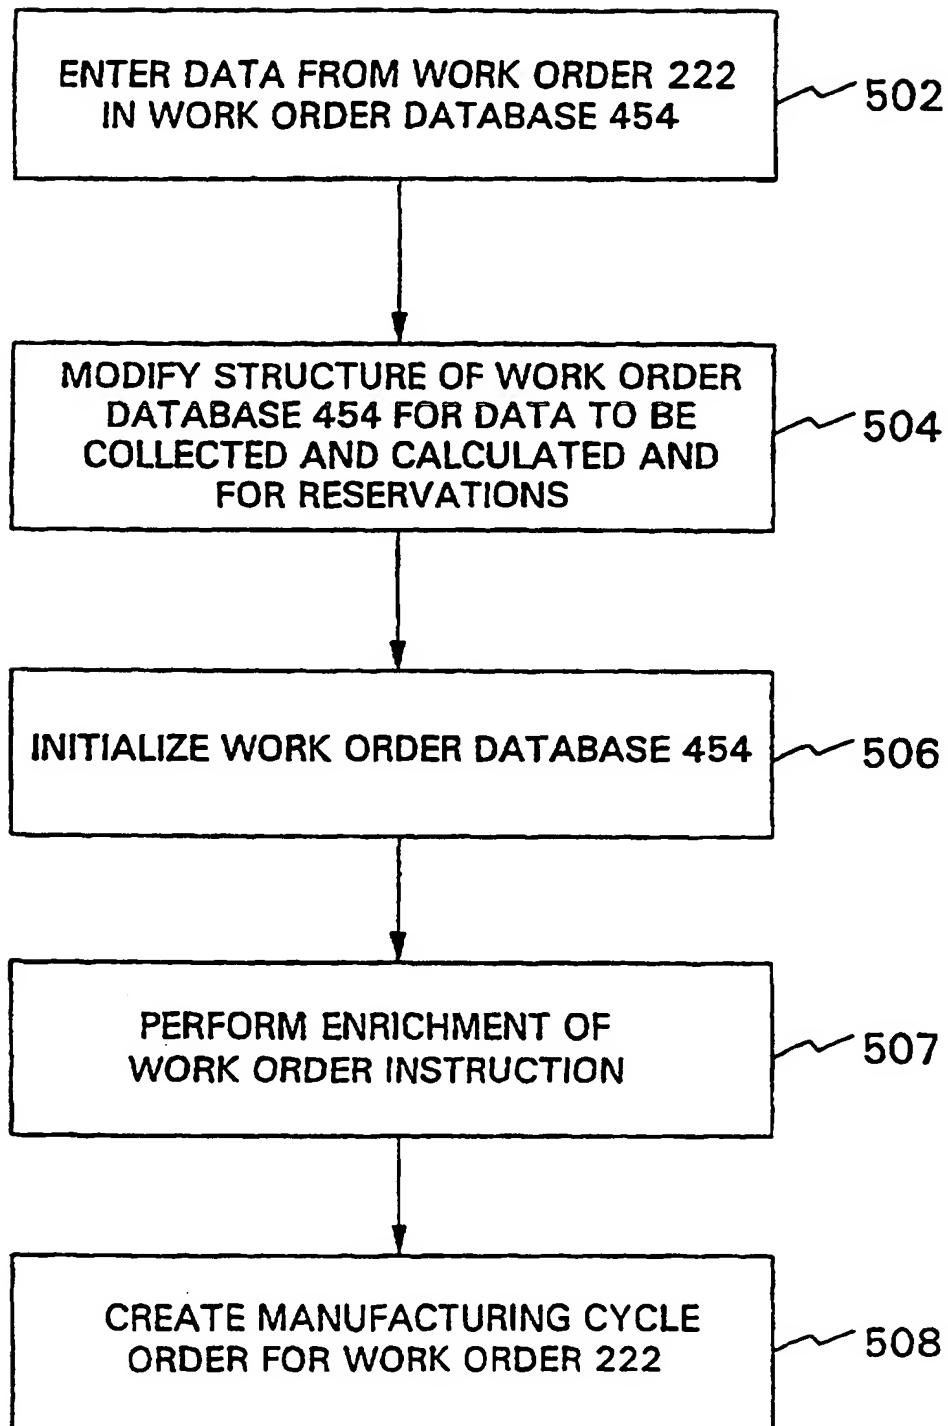 ENTER DATA FROM WORK ORDER 222
IN WORK ORDER DATABASE 454
502
MODIFY STRUCTURE OF WORK ORDER
DATABASE 454 FOR DATA TO BE
COLLECTED AND CALCULATED AND
FOR RESERVATIONS
504
INITIALIZE WORK ORDER DATABASE 454
506
PERFORM ENRICHMENT OF
WORK ORDER INSTRUCTION
507
CREATE MANUFACTURING CYCLE
ORDER FOR WORK ORDER 222
508